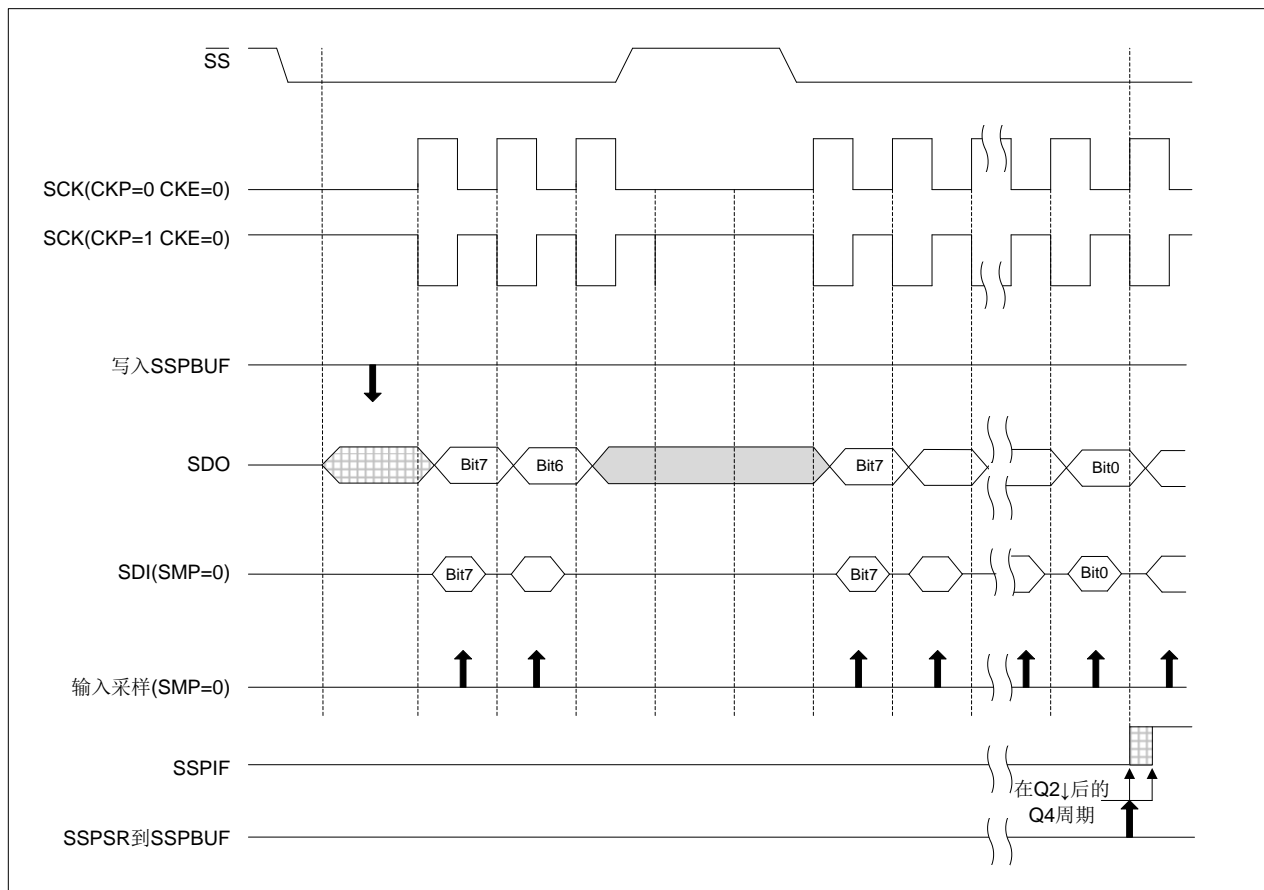 SS
SCK(CKP=0 CKE=0)
SCK(CKP=1 CKE=0)
写入SSPBUF
SDO
Bit7
Bit6
Bit7
Bit0
SDI(SMP=0)
Bit7
Bit7
Bit0
输入采样(SMP=0)
SSPIF
在Q2↓后的
Q4周期
SSPSR到SSPBUF